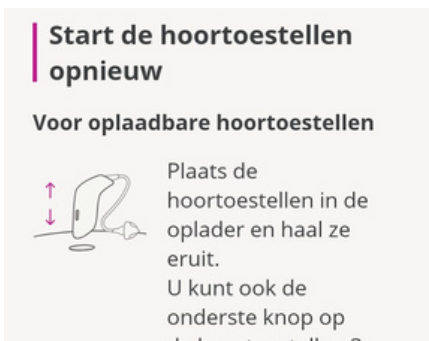 Start de hoortoestellen
opnieuw
Voor oplaadbare hoortoestellen
Plaats de
hoortoestellen in de
oplader en haal ze
eruit.
U kunt ook de
onderste knop op